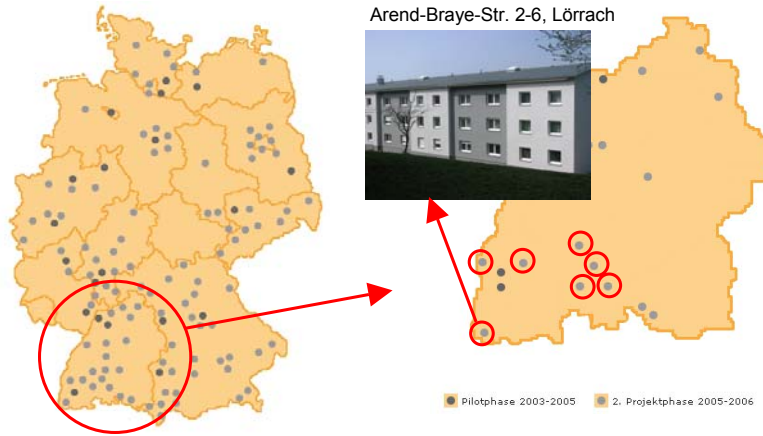 Arend-Braye-Str. 2-6, Lörrach
Pilotphase 2003-2005
2. Projektphase 2005-2006